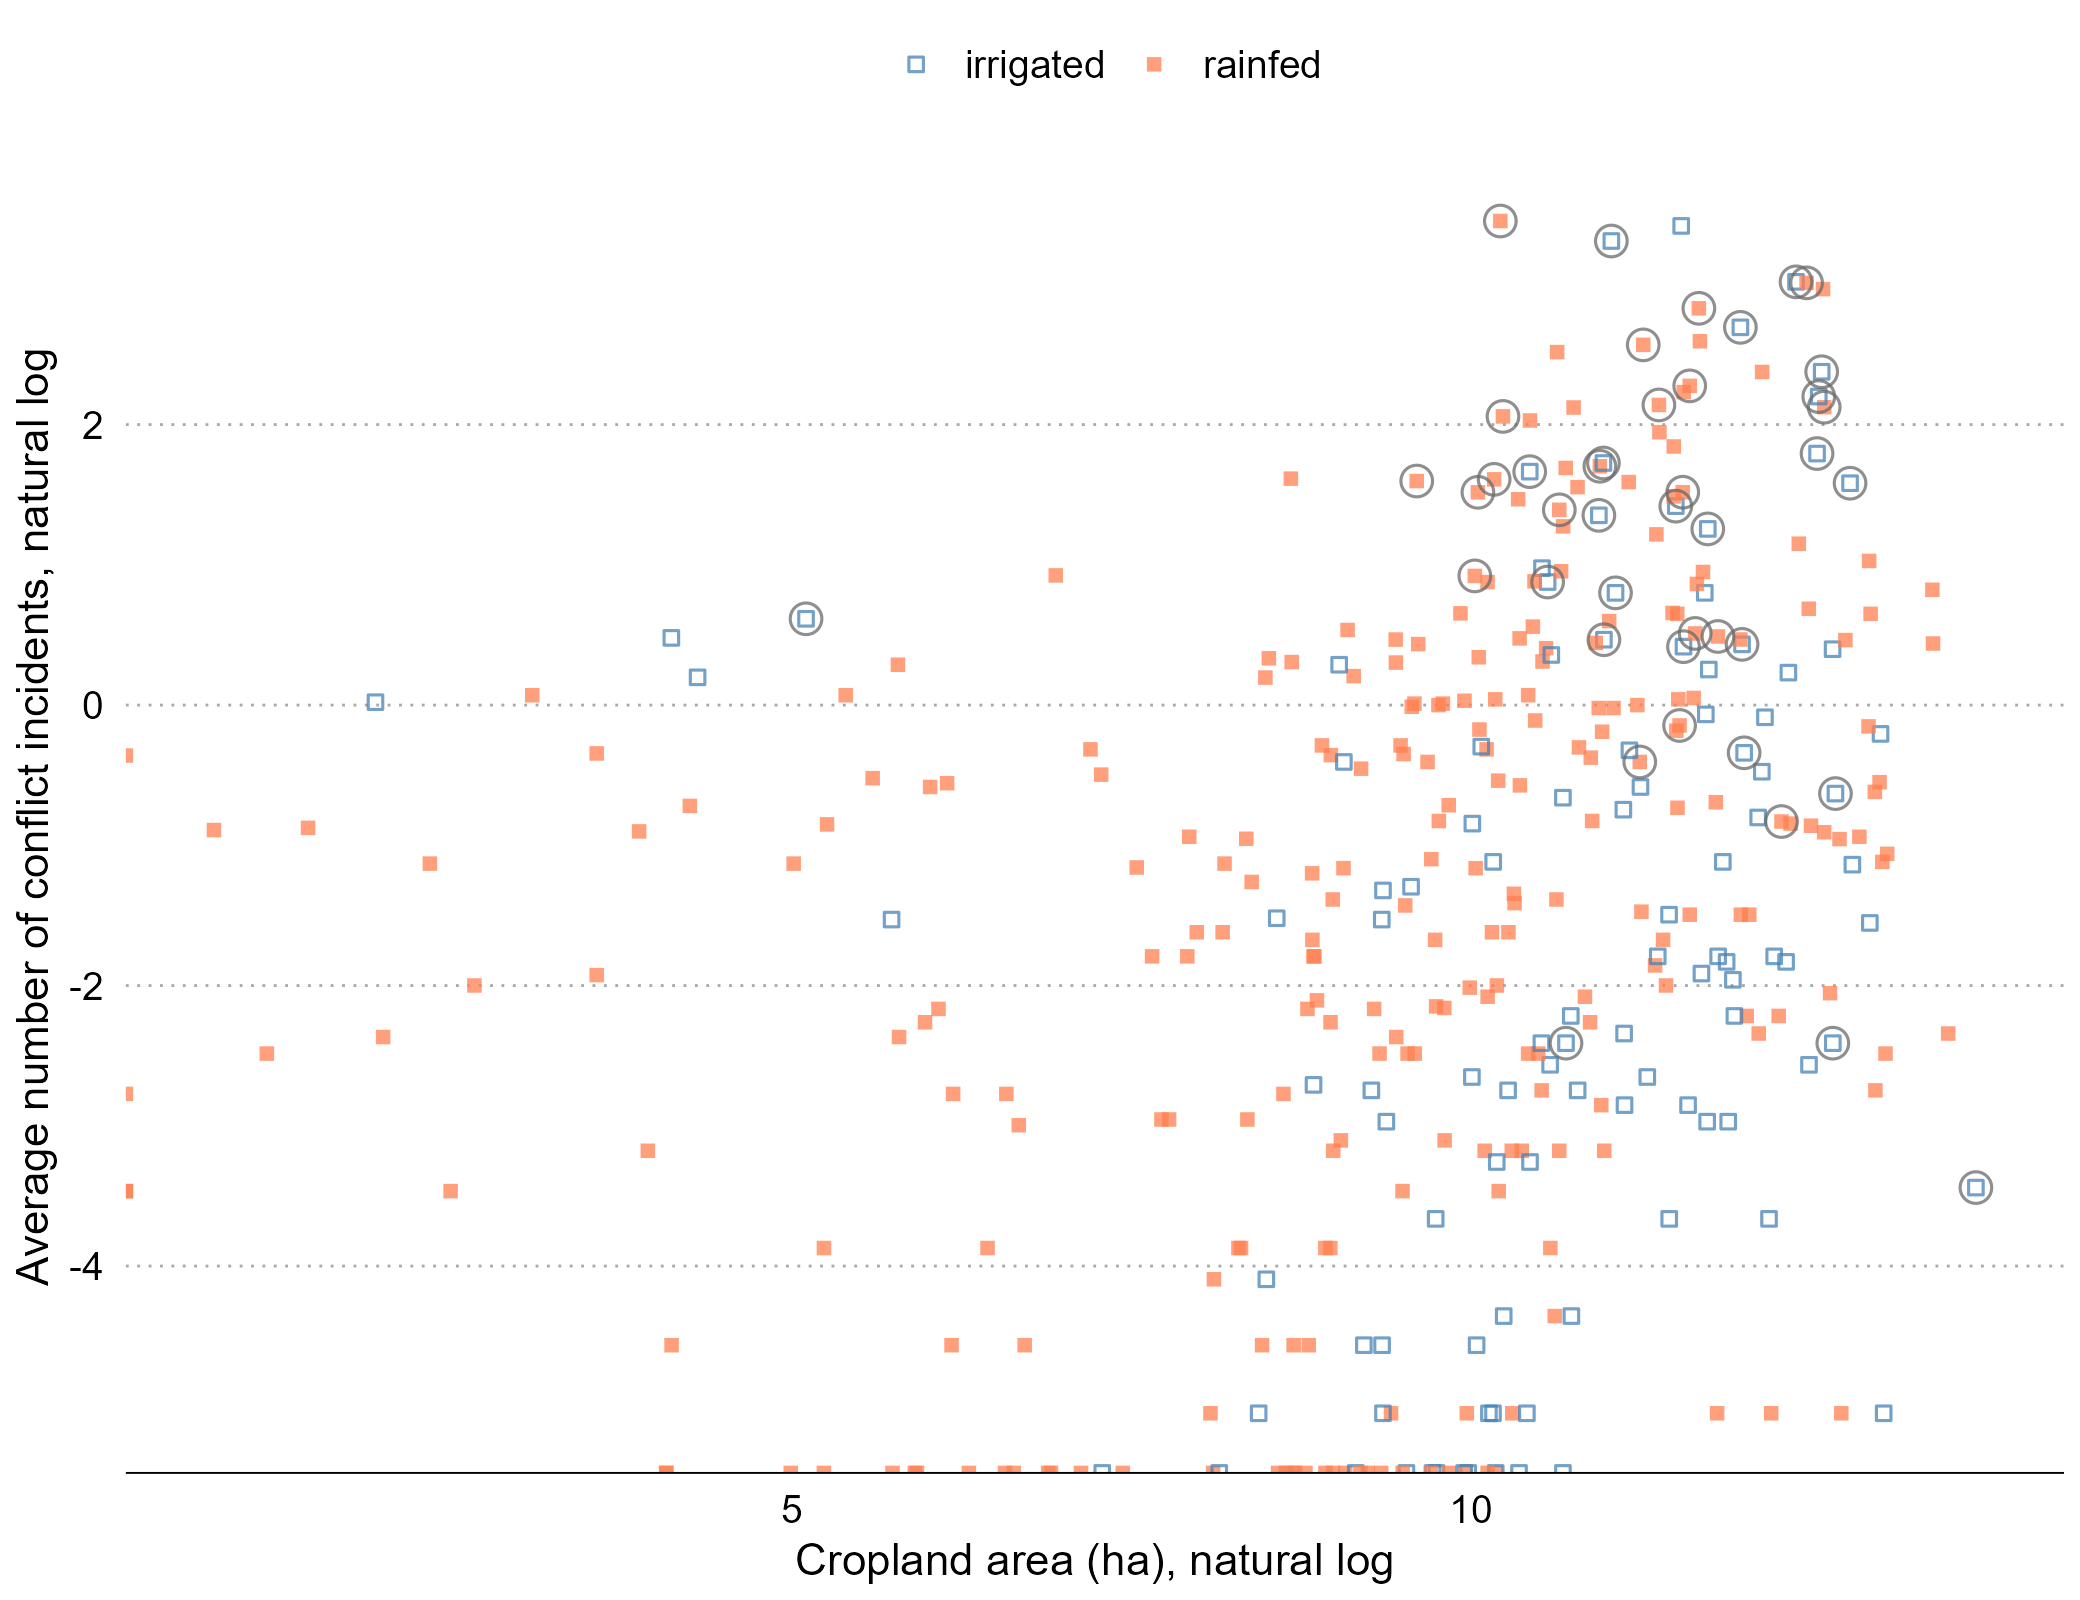 irrigated rainfed
Average number of conflict incidents, natural log
2
0
-2
-4
5 10
Cropland area (ha), natural log